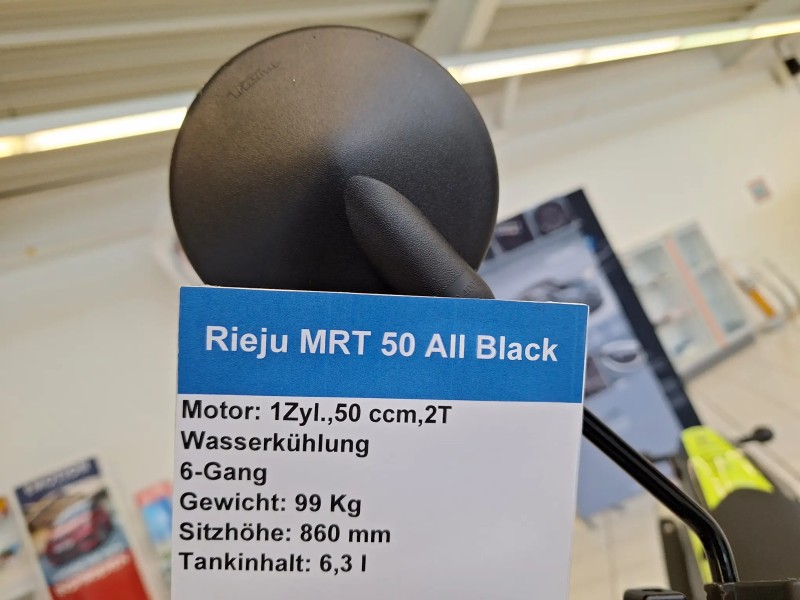 Rieju MRT 50 All Black
Motor: 1Zyl.,50 ccm,2T
Wasserkühlung
6-Gang
Gewicht: 99 Kg
Sitzhöhe: 860 mm
Tankinhalt: 6,3 l